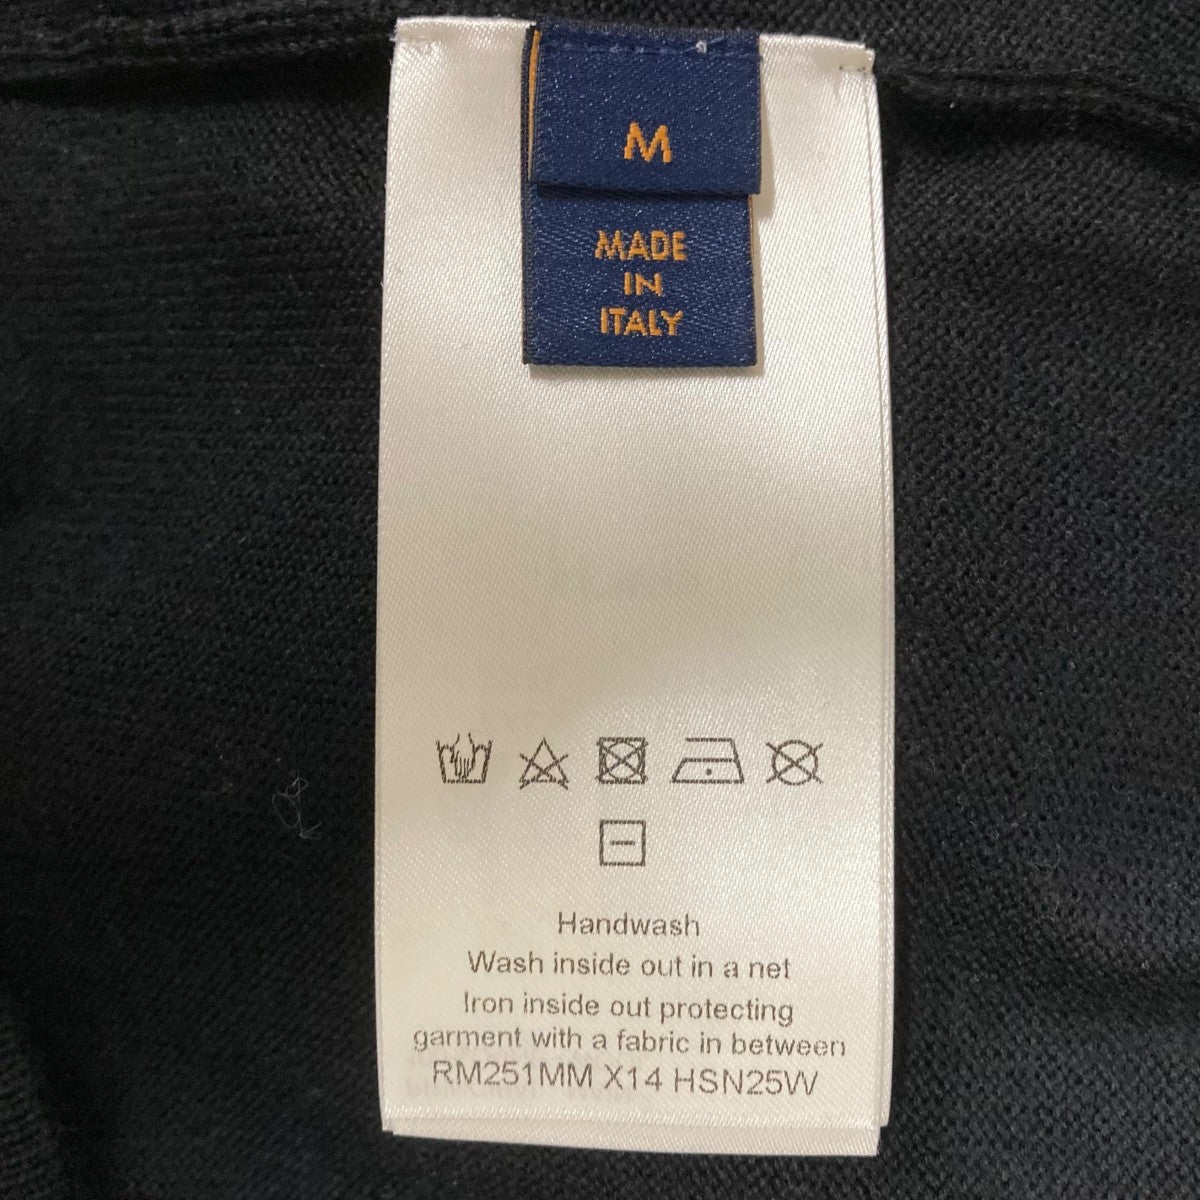 M
MADE
IN
ITALY
Handwash
Wash inside out in a net
Iron inside out protecting
garment with a fabric in between
RM251MM X14 HSN25W